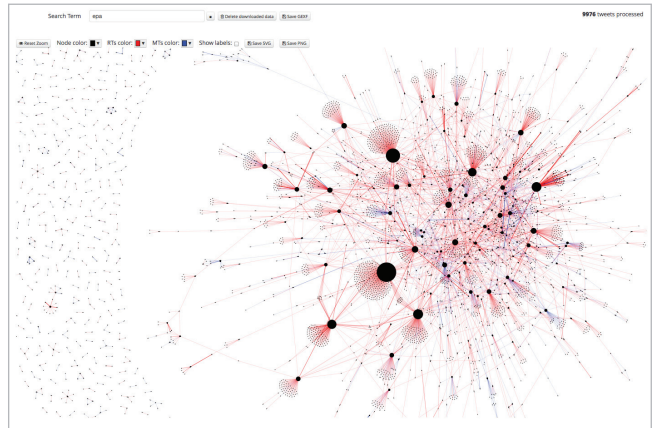 Search Term epa Delete downloaded data Save GEXF 9976 tweets processed
Reset Zoom Node color: RTs color: MTs color: Show labels: Save SVG Save PNG